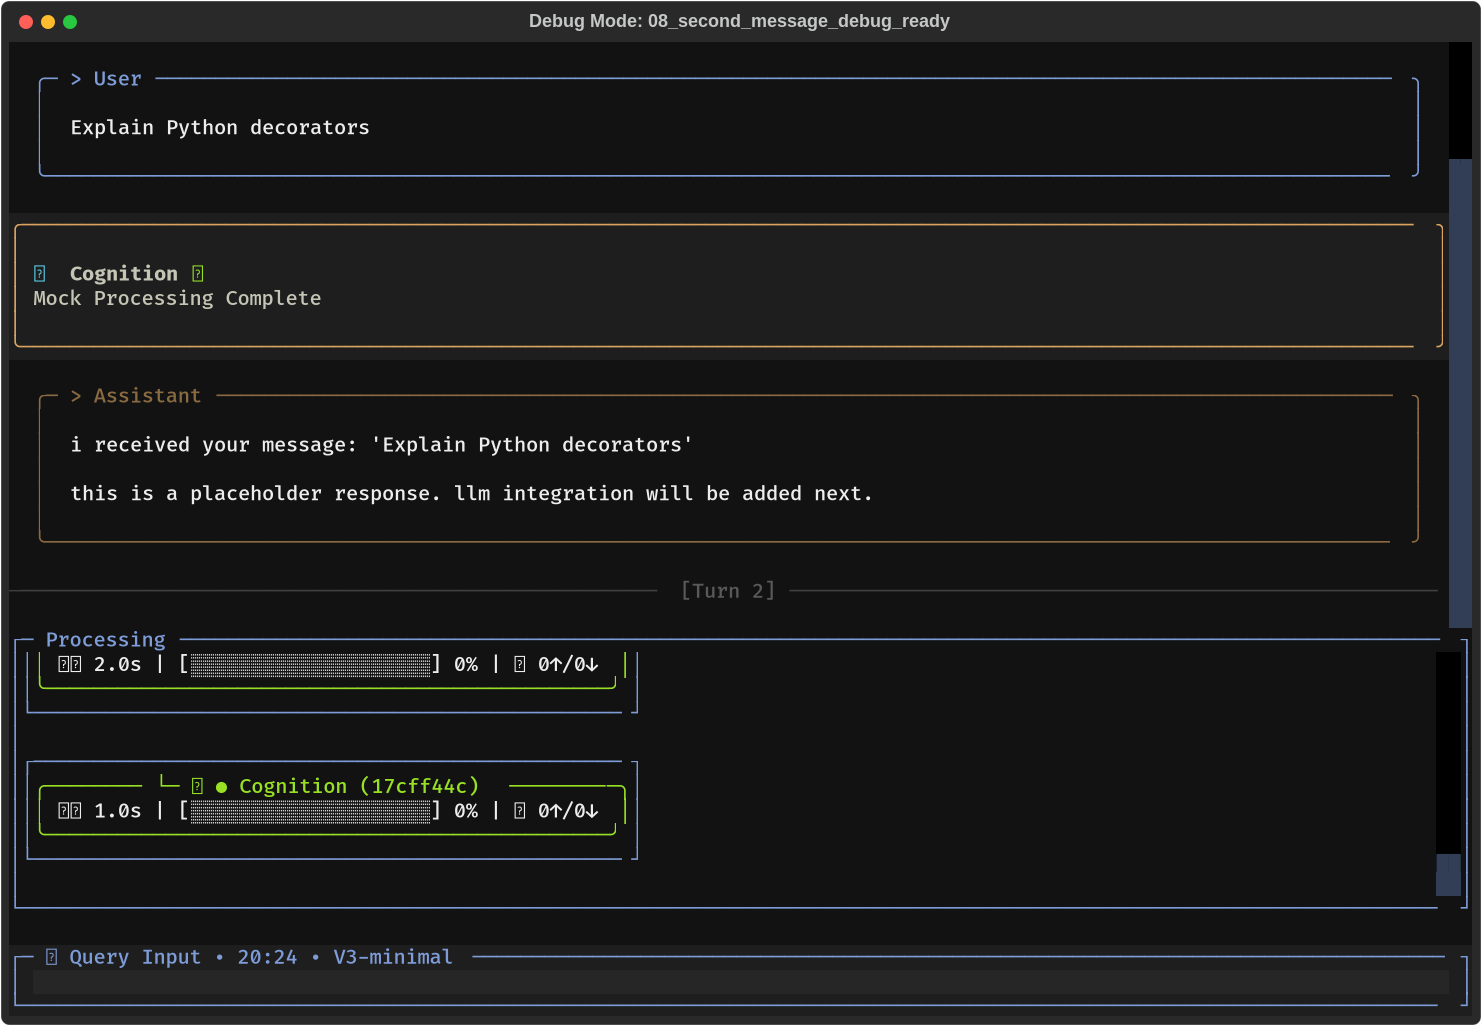 Debug Mode: 08_second_message_debug_ready
> User
Explain Python decorators
Cognition
Mock Processing Complete
> Assistant
i received your message: 'Explain Python decorators'
this is a placeholder response. llm integration will be added next.
[Turn 2]
Processing
2.0s | [░░░░░░░░░░░░░░░░░░░░] 0% | 0↑/0↓
└─ ● Cognition (17cff44c)
1.0s | [░░░░░░░░░░░░░░░░░░░░] 0% | 0↑/0↓
Query Input • 20:24 • V3-minimal